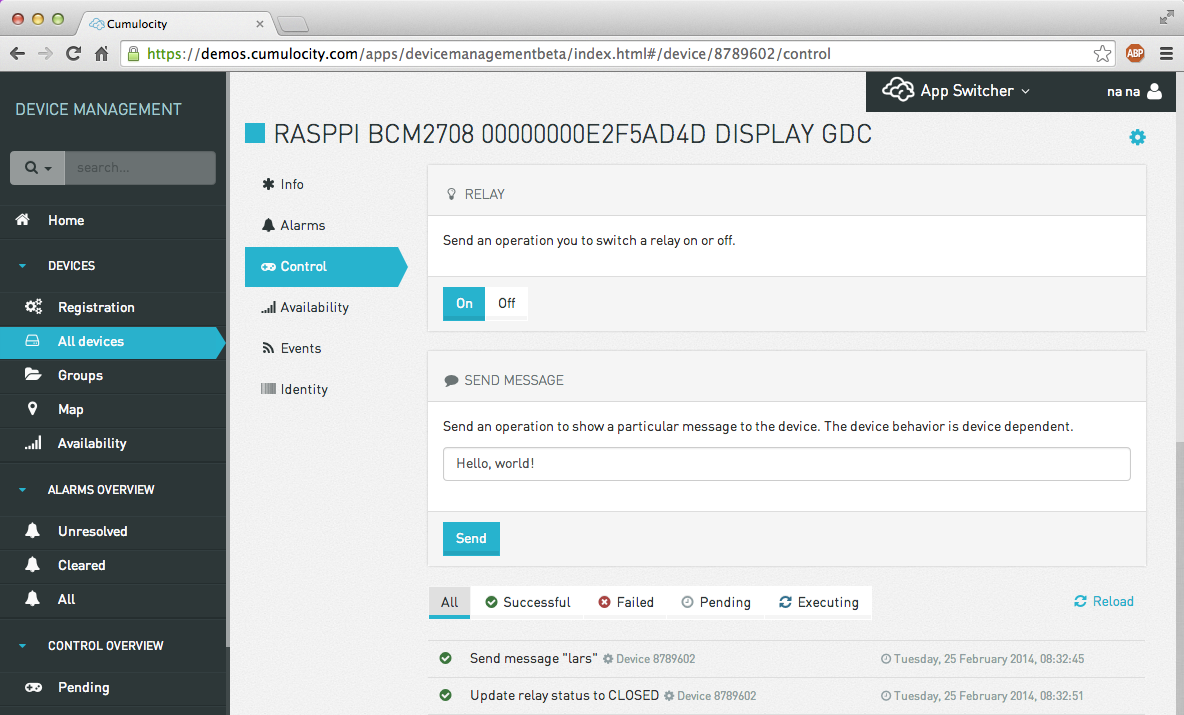 Cumulocity
https://demos.cumulocity.com/apps/devicemanagementbeta/index.html#/device/8789602/control
ABP
DEVICE MANAGEMENT
App Switcher
na na
search...
Home
DEVICES
Registration
All devices
Groups
Map
Availability
ALARMS OVERVIEW
Unresolved
Cleared
All
CONTROL OVERVIEW
Pending
RASPPI BCM2708 00000000E2F5AD4D DISPLAY GDC
Info
Alarms
Control
Availability
Events
Identity
RELAY
Send an operation you to switch a relay on or off.
On Off
SEND MESSAGE
Send an operation to show a particular message to the device. The device behavior is device dependent.
Hello, world!
Send
All Successful Failed Pending Executing Reload
Send message "lars" Device 8789602 Tuesday, 25 February 2014, 08:32:45
Update relay status to CLOSED Device 8789602 Tuesday, 25 February 2014, 08:32:51